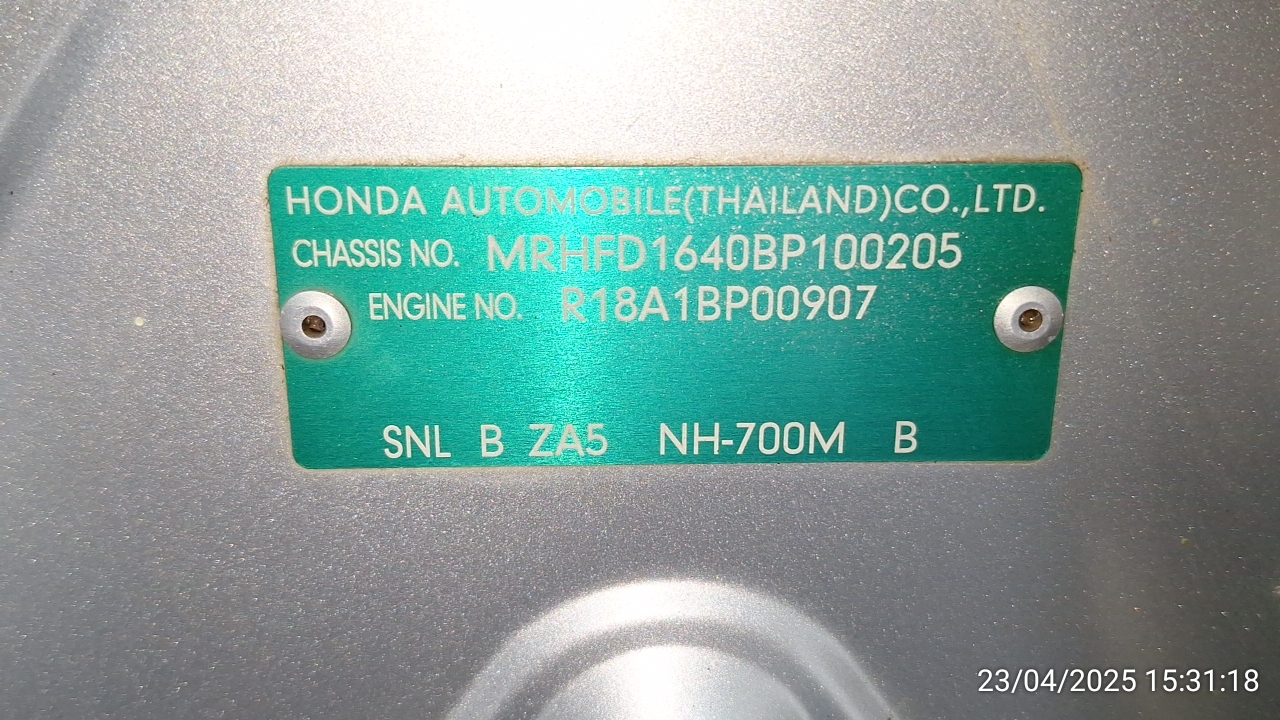 HONDA AUTOMOBILE(THAILAND)CO.,LTD.
CHASSIS NO. MRHFD1640BP100205
ENGINE NO. R18A1BP00907
SNL B ZA5 NH-700M B
23/04/2025 15:31:18